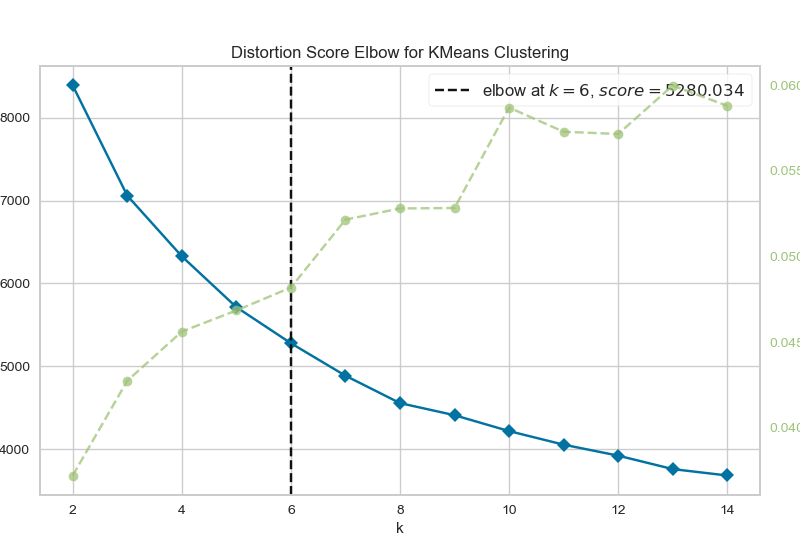 Distortion Score Elbow for KMeans Clustering
elbow at k = 6, score = 5280.034
8000
7000
6000
5000
4000
0.060
0.055
0.050
0.045
0.040
2 4 6 8 10 12 14
k